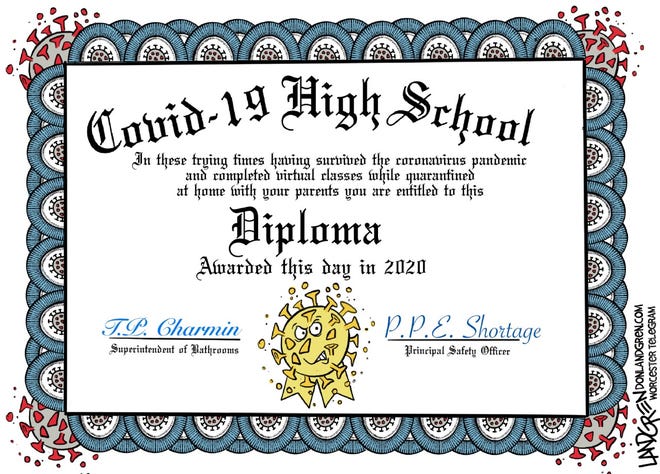 Covid-19 High School
In these trying times having survived the coronavirus pandemic
and completed virtual classes while quarantined
at home with your parents you are entitled to this
Diploma
Awarded this day in 2020
T.P. Charmin
Superintendent of Bathrooms
P.P.E. Shortage
Principal Safety Officer
LANDGREN
DONLANDGREN.COM
WORCESTER TELEGRAM